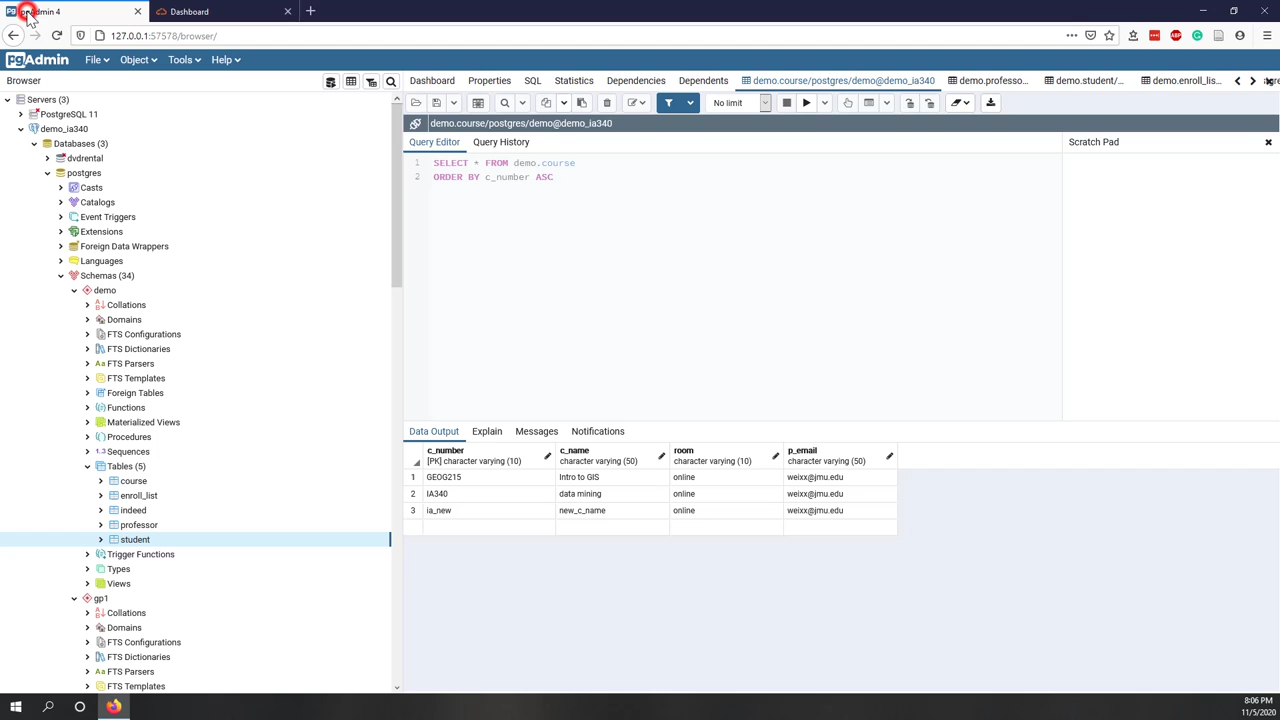 pgAdmin 4
Dashboard
127.0.0.1:57578/browser/
pgAdmin
File
Object
Tools
Help
Browser
Dashboard
Properties
SQL
Statistics
Dependencies
Dependents
demo.course/postgres/demo@demo_ia340
demo.professo...
demo.student/...
demo.enroll_lis...
Servers (3)
PostgreSQL 11
demo_ia340
Databases (3)
dvdrental
postgres
Casts
Catalogs
Event Triggers
Extensions
Foreign Data Wrappers
Languages
Schemas (34)
demo
Collations
Domains
FTS Configurations
FTS Dictionaries
FTS Parsers
FTS Templates
Foreign Tables
Functions
Materialized Views
Procedures
1..3 Sequences
Tables (5)
course
enroll_list
indeed
professor
student
Trigger Functions
Types
Views
gp1
Collations
Domains
FTS Configurations
FTS Dictionaries
FTS Parsers
FTS Templates
No limit
demo.course/postgres/demo@demo_ia340
Query Editor
Query History
Scratch Pad
1 SELECT * FROM demo.course
2 ORDER BY c_number ASC
Data Output
Explain
Messages
Notifications
c_number c_name room p_email
[PK] character varying (10) character varying (50) character varying (10) character varying (50)
1 GEOG215 Intro to GIS online weixx@jmu.edu
2 IA340 data mining online weixx@jmu.edu
3 ia_new new_c_name online weixx@jmu.edu
8:06 PM
11/5/2020